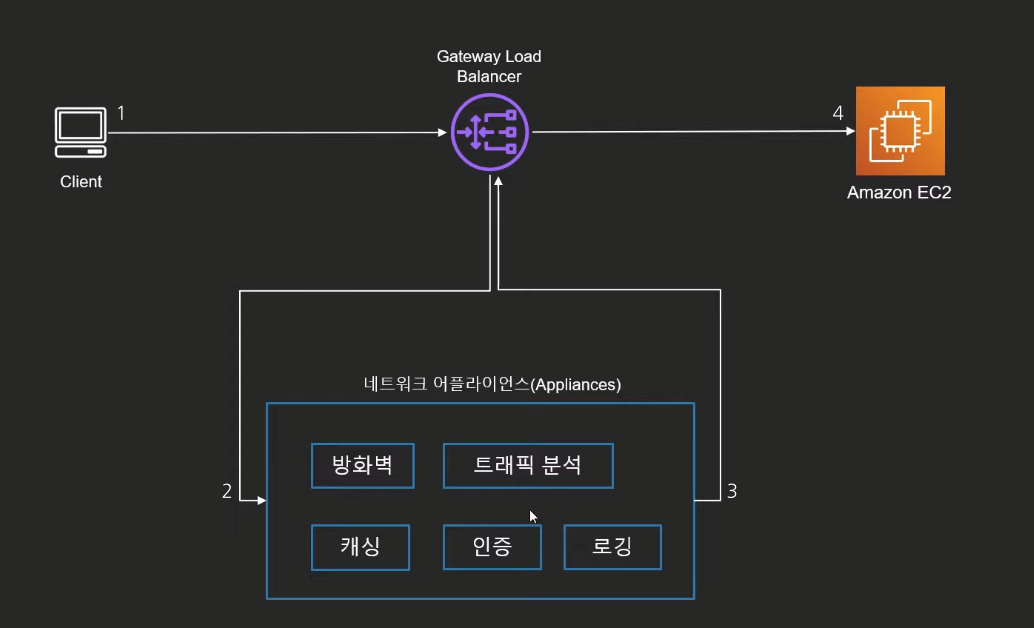 Gateway Load
Balancer
1
4
Client
Amazon EC2
네트워크 어플라이언스(Appliances)
방화벽
트래픽 분석
2
3
캐싱
인증
로깅